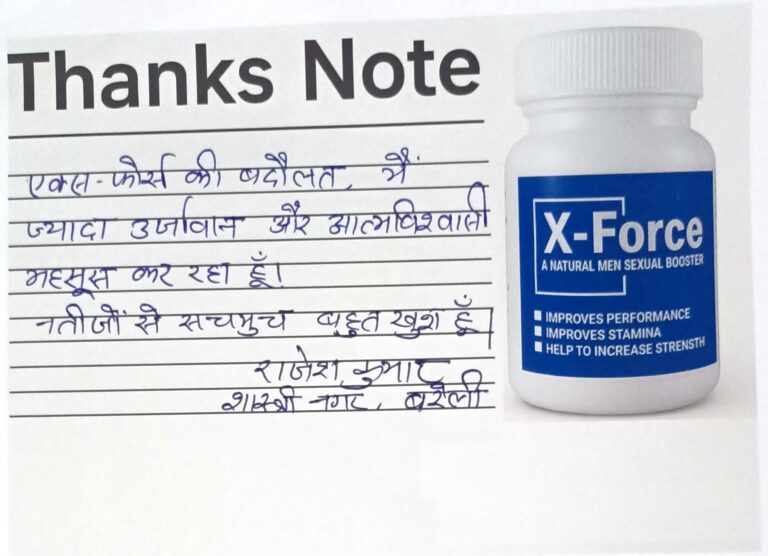 Thanks Note
एक्स-फोर्स की बदौलत, मैं
ज्यादा उर्जावान और आत्मविश्वासी
महसूस कर रहा हूँ।
नतीजों से सचमुच बहुत खुश हूँ|
राजेश कुमार
शास्त्री नगर, बरेली
X-Force
A NATURAL MEN SEXUAL BOOSTER
IMPROVES PERFORMANCE
IMPROVES STAMINA
HELP TO INCREASE STRENSTH